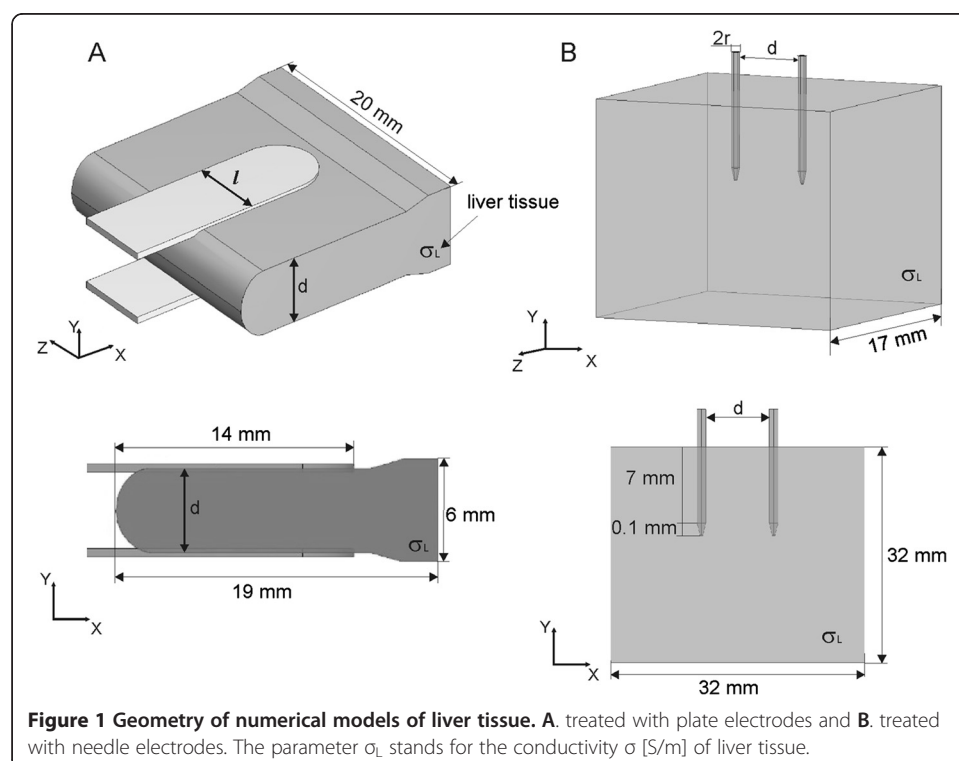 A
20 mm
l
liver tissue
σL
d
Y
Z
X
14 mm
d
6 mm
σL
19 mm
Y
X
B
2r
d
σL
17 mm
Y
Z
X
d
7 mm
0.1 mm
32 mm
σL
Y
X
32 mm
Figure 1 Geometry of numerical models of liver tissue. A. treated with plate electrodes and B. treated
with needle electrodes. The parameter σL stands for the conductivity σ [S/m] of liver tissue.